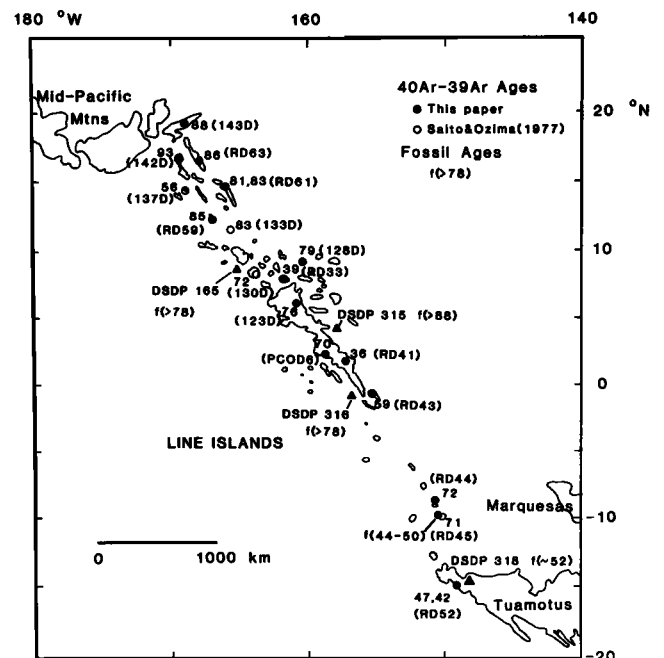 180 °W
160
140
Mid-Pacific
Mtns
40Ar-39Ar Ages
● This paper
○ Saito&Ozima(1977)
Fossil Ages
f(>78)
20 °N
88 (143D)
93
(142D)
86 (RD63)
81,83 (RD61)
56
(137D)
85
(RD59)
83 (133D)
10
79 (128D)
39 (RD33)
72
(130D)
DSDP 165
f(>78)
76
(123D)
DSDP 315 f(>88)
70
(PCOD6)
36 (RD41)
0
59 (RD43)
DSDP 316
f(>78)
LINE ISLANDS
(RD44)
72
Marquesas
71
f(44-50) (RD45)
-10
0 1000 km
DSDP 318 f(~52)
47,42
(RD52)
Tuamotus
-20